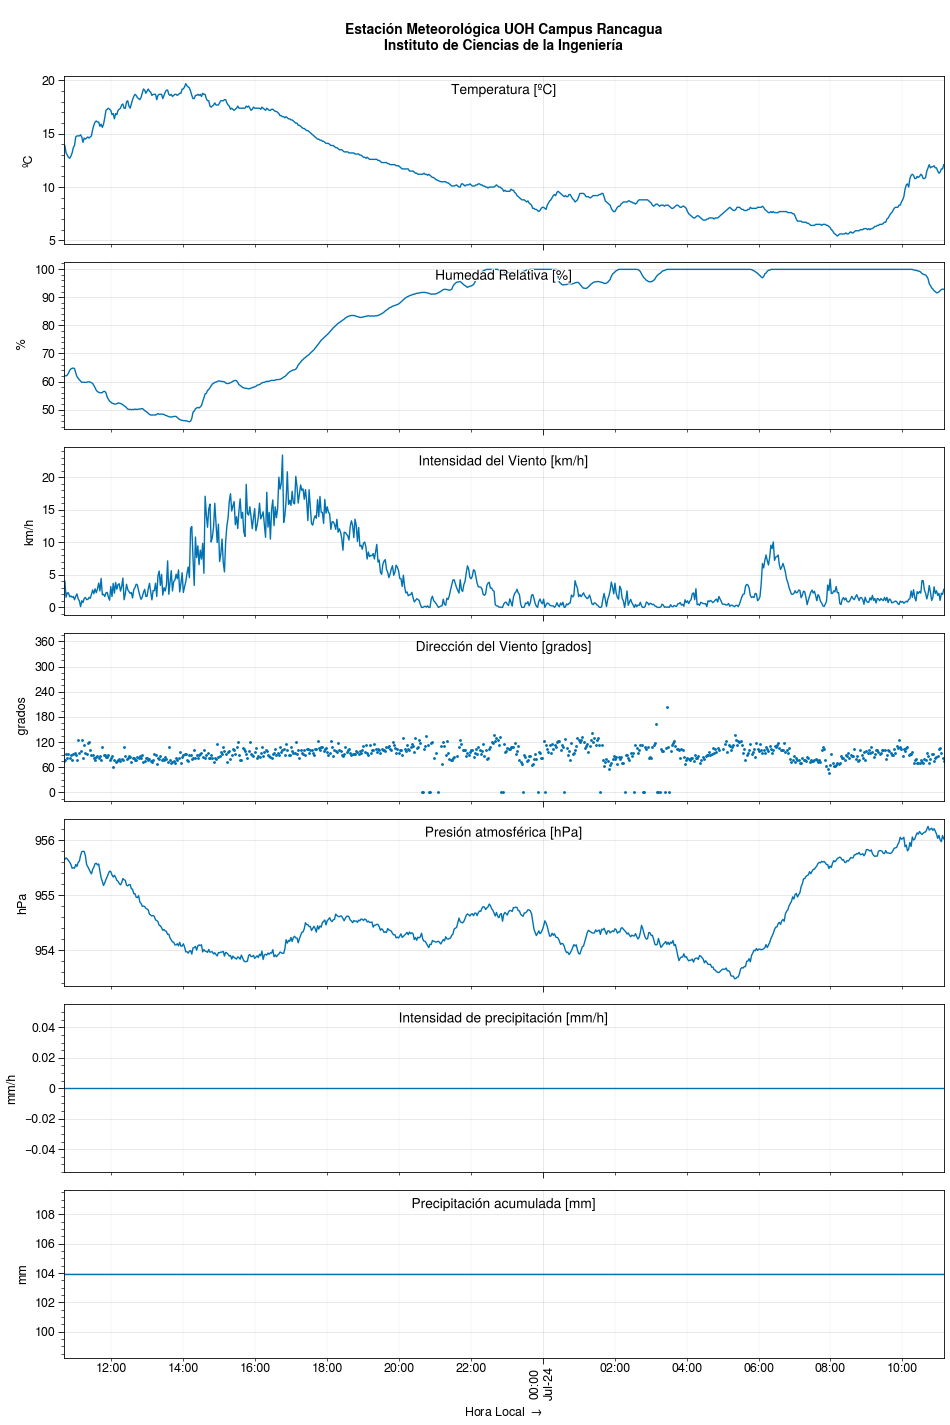 Estación Meteorológica UOH Campus Rancagua
Instituto de Ciencias de la Ingeniería
Temperatura [ºC]
20
15
10
5
ºC
Humedad Relativa [%]
100
90
80
70
60
50
%
Intensidad del Viento [km/h]
20
15
10
5
0
km/h
Dirección del Viento [grados]
360
300
240
180
120
60
0
grados
Presión atmosférica [hPa]
956
955
954
hPa
Intensidad de precipitación [mm/h]
0.04
0.02
0
−0.02
−0.04
mm/h
Precipitación acumulada [mm]
108
106
104
102
100
mm
12:00 14:00 16:00 18:00 20:00 22:00 00:00 02:00 04:00 06:00 08:00 10:00
Jul-24
Hora Local →